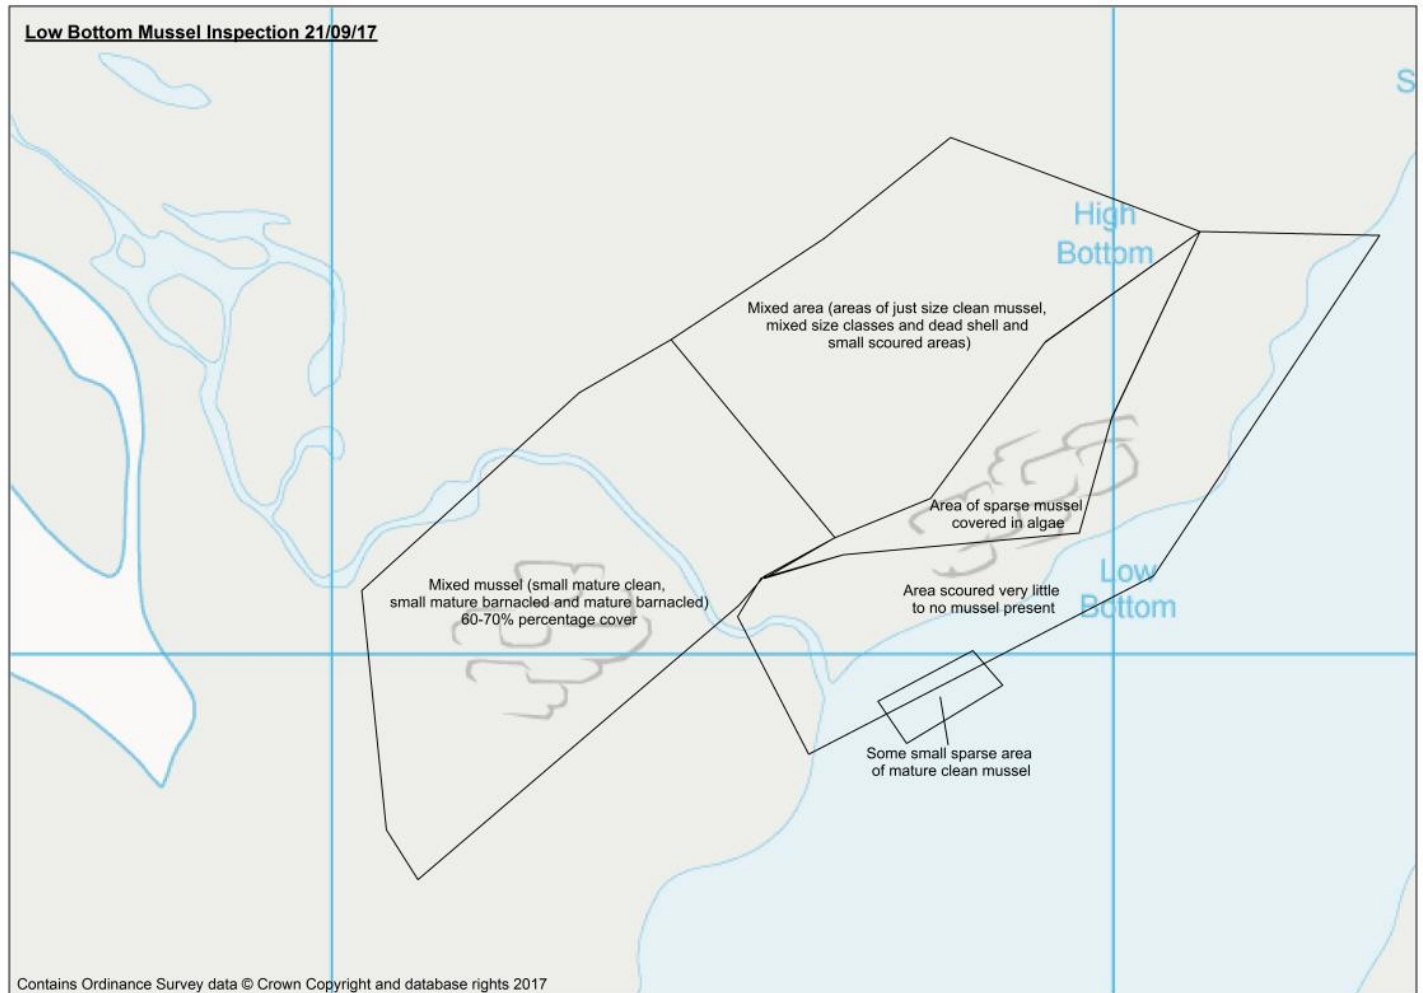 Low Bottom Mussel Inspection 21/09/17
S
High
Bottom
Mixed area (areas of just size clean mussel,
mixed size classes and dead shell and
small scoured areas)
Area of sparse mussel
covered in algae
Mixed mussel (small mature clean,
small mature barnacled and mature barnacled)
60-70% percentage cover
Low
Bottom
Area scoured very little
to no mussel present
Some small sparse area
of mature clean mussel
Contains Ordinance Survey data © Crown Copyright and database rights 2017